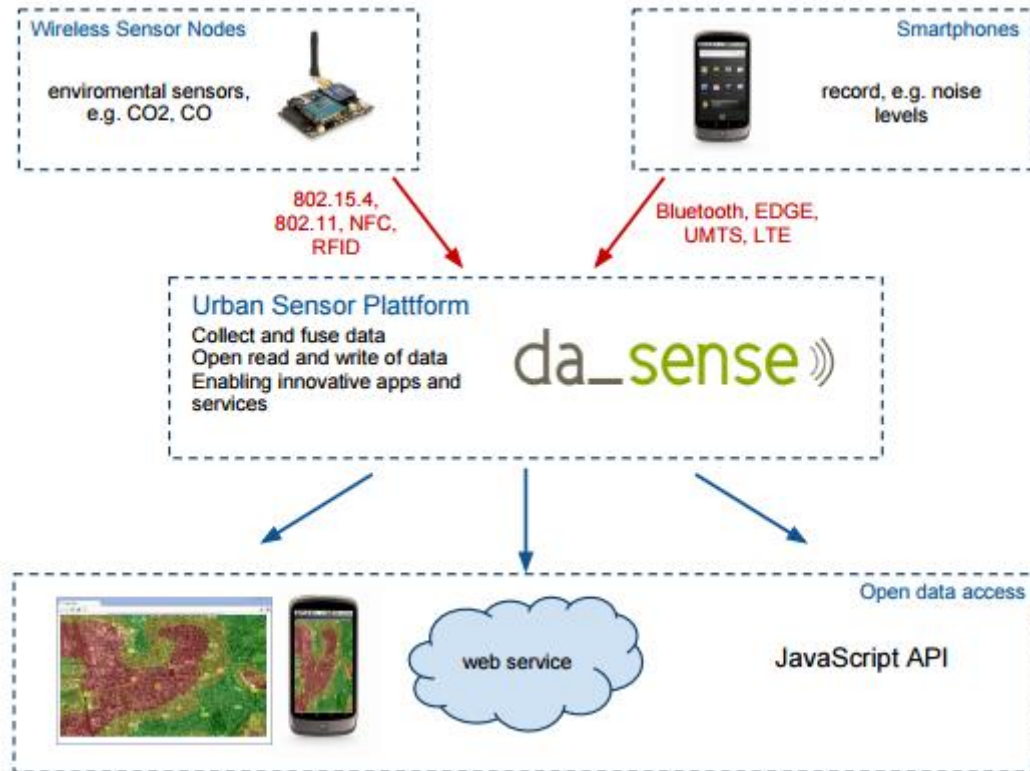 Wireless Sensor Nodes
enviromental sensors,
e.g. CO2, CO
Smartphones
record, e.g. noise
levels
802.15.4,
802.11, NFC,
RFID
Bluetooth, EDGE,
UMTS, LTE
Urban Sensor Plattform
Collect and fuse data
Open read and write of data
Enabling innovative apps and
services
da_sense
Open data access
web service
JavaScript API